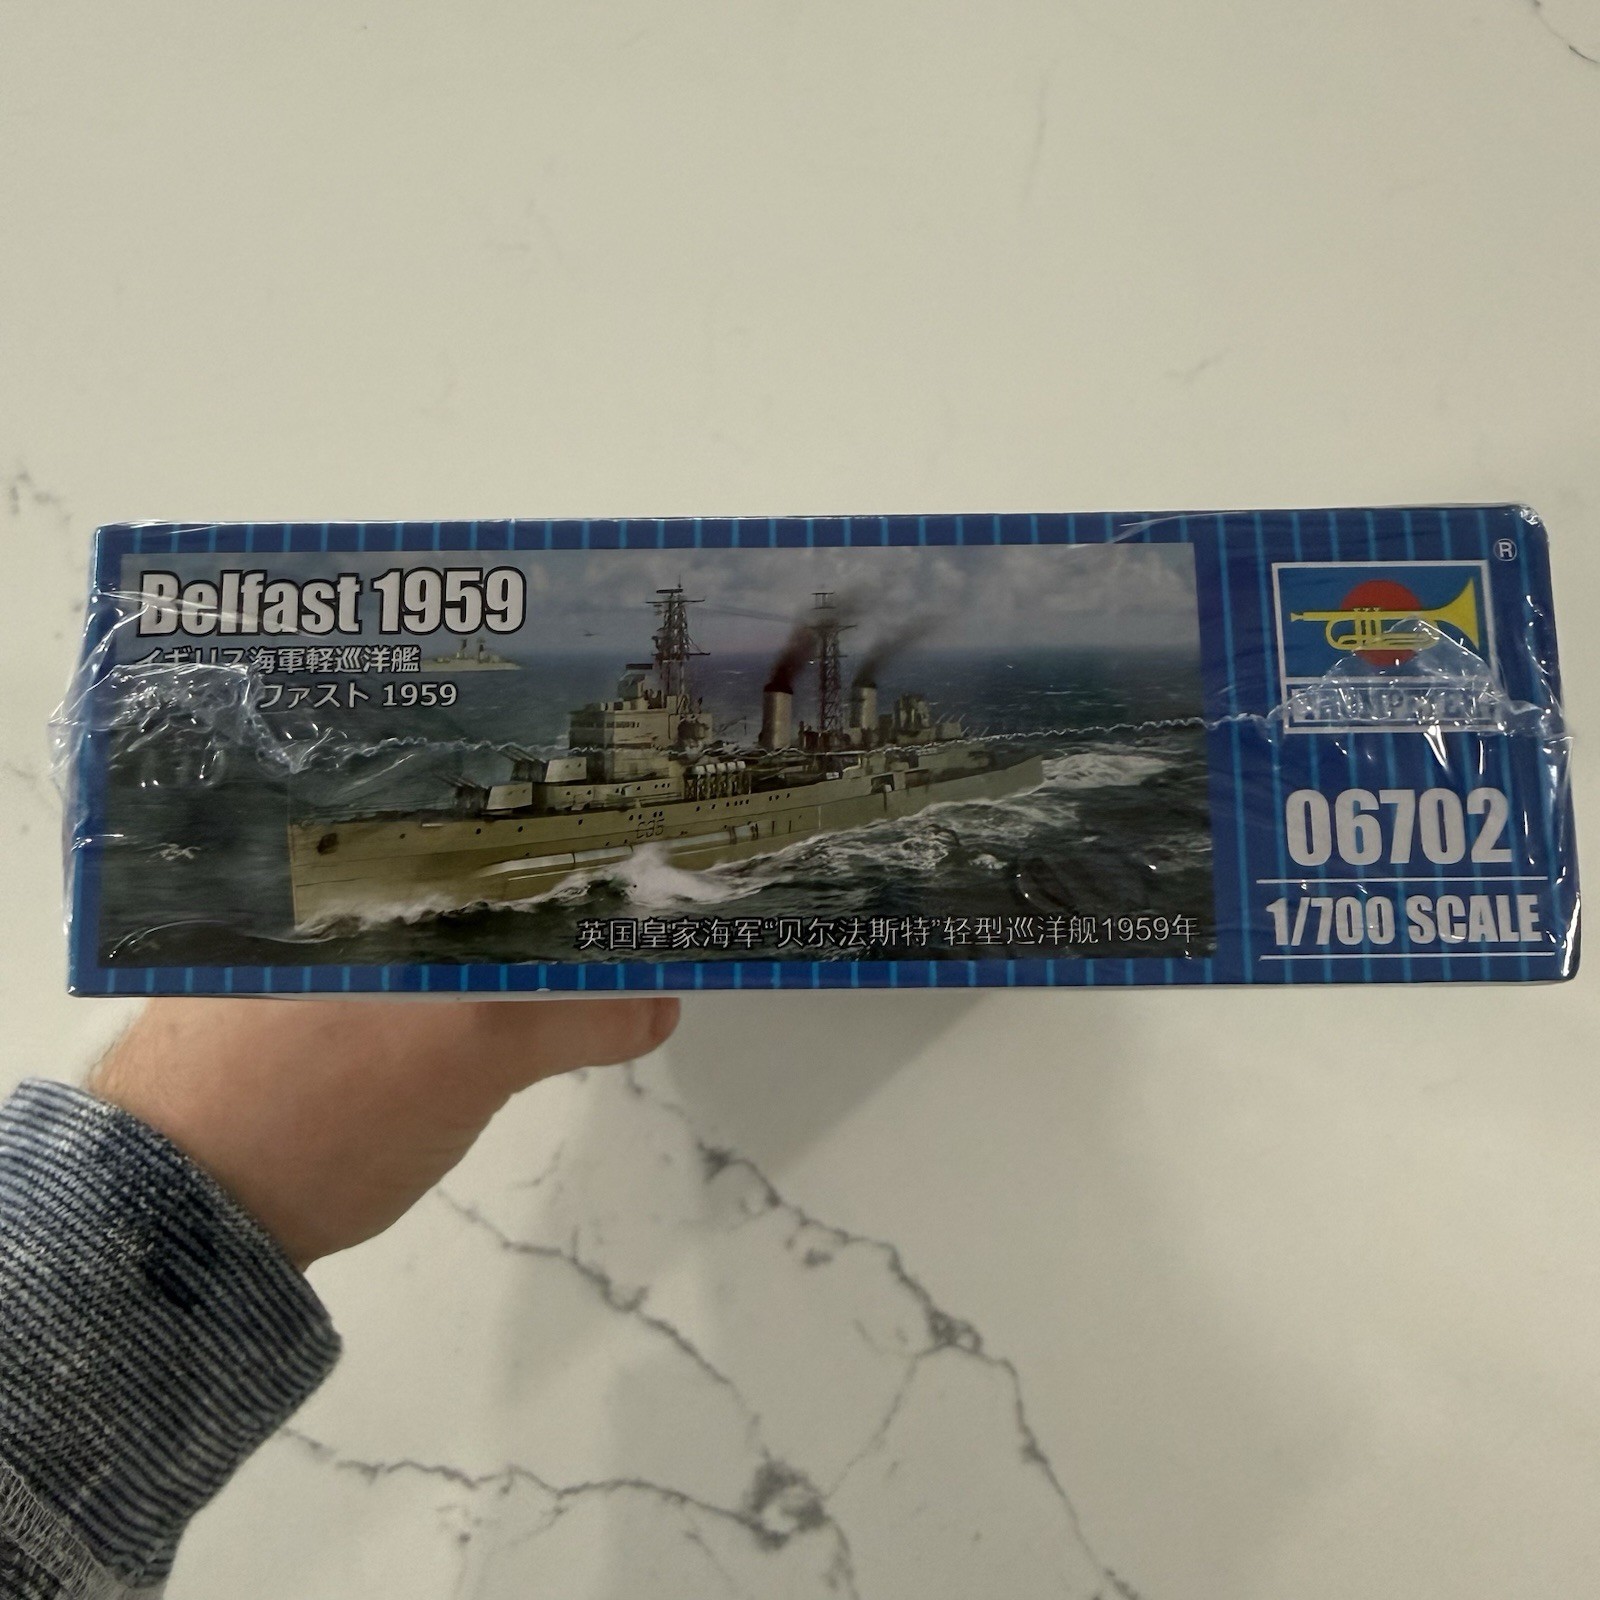 Belfast 1959
イギリス海軍軽巡洋艦
ファスト 1959
C35
英国皇家海军“贝尔法斯特”轻型巡洋舰1959年
®
06702
1/700 SCALE